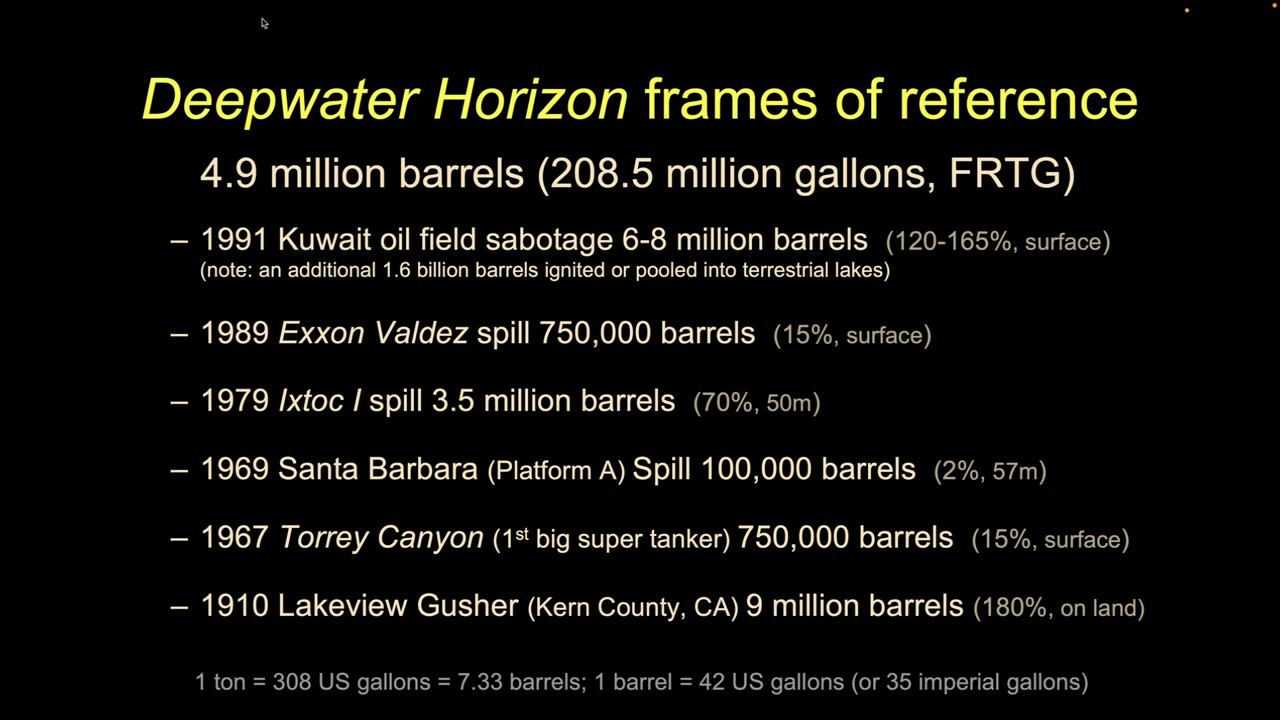 Deepwater Horizon frames of reference
4.9 million barrels (208.5 million gallons, FRTG)
– 1991 Kuwait oil field sabotage 6-8 million barrels (120-165%, surface)
(note: an additional 1.6 billion barrels ignited or pooled into terrestrial lakes)
– 1989 Exxon Valdez spill 750,000 barrels (15%, surface)
– 1979 Ixtoc I spill 3.5 million barrels (70%, 50m)
– 1969 Santa Barbara (Platform A) Spill 100,000 barrels (2%, 57m)
– 1967 Torrey Canyon (1st big super tanker) 750,000 barrels (15%, surface)
– 1910 Lakeview Gusher (Kern County, CA) 9 million barrels (180%, on land)
1 ton = 308 US gallons = 7.33 barrels; 1 barrel = 42 US gallons (or 35 imperial gallons)